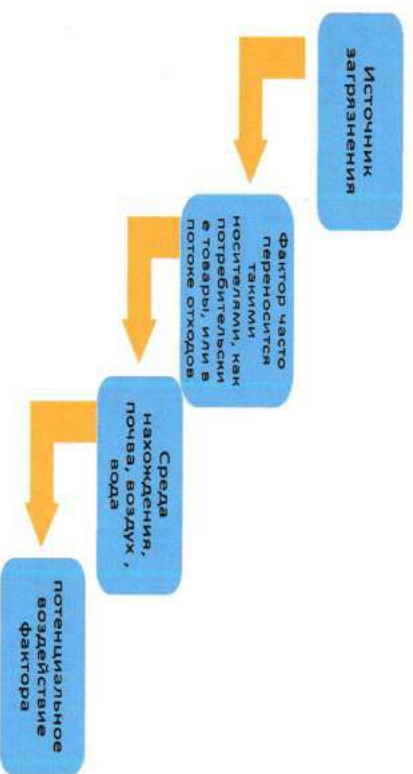 Источник
загрязнения
Фактор часто
переносится
такими
носителями, как
потребительски
е товары, или в
потоке отходов
Среда
нахождения,
почва, воздух ,
вода
потенциальное
воздействие
фактора